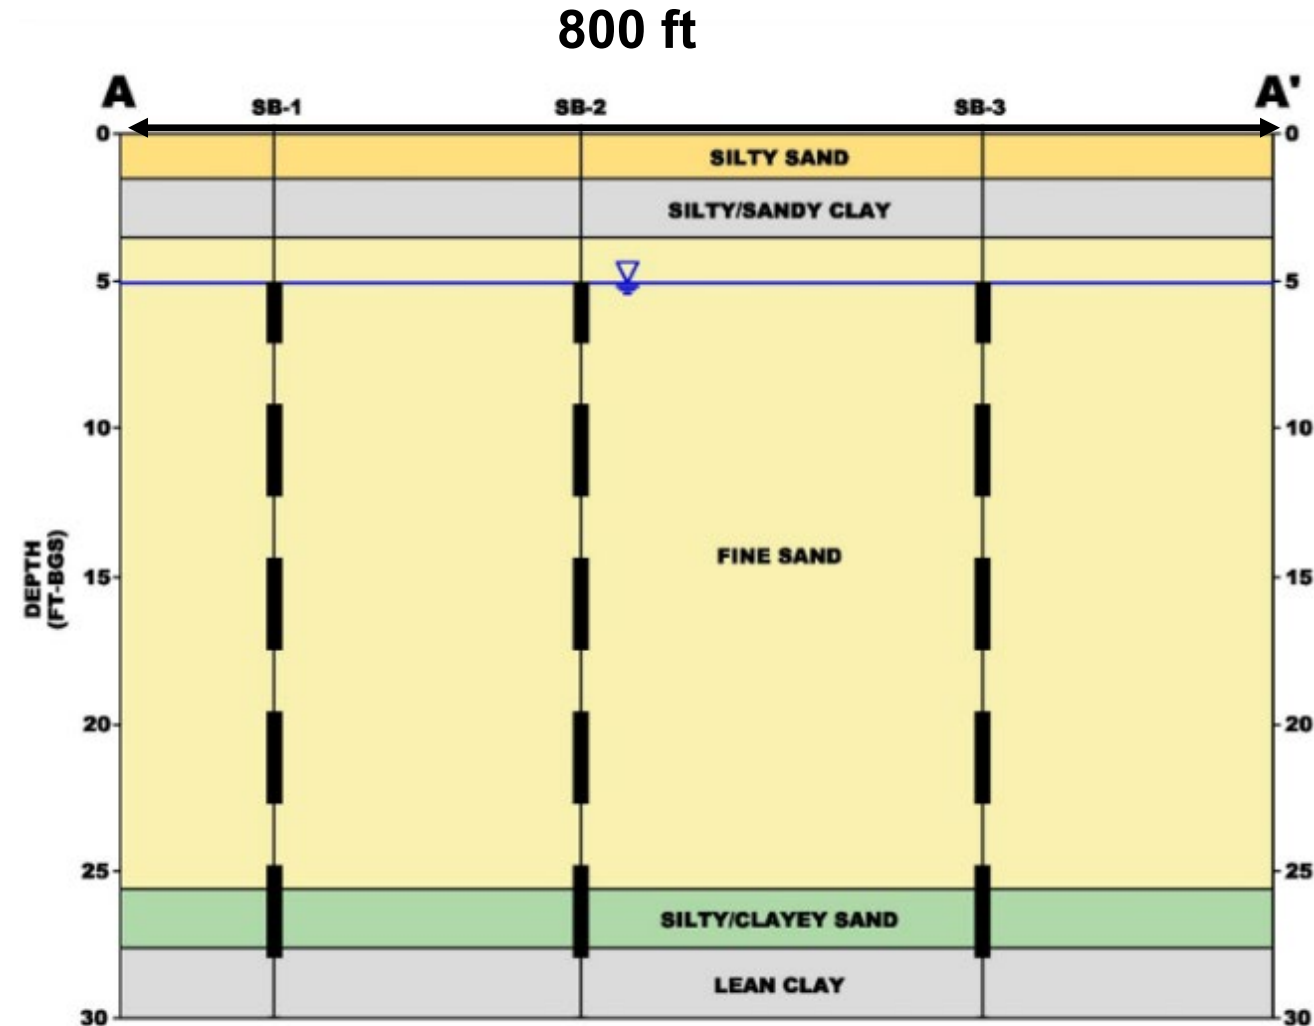 800 ft
A A'
SB-1 SB-2 SB-3
0 0
SILTY SAND
SILTY/SANDY CLAY
5 5
10 10
DEPTH
(FT-BGS)
FINE SAND
15 15
20 20
25 25
SILTY/CLAYEY SAND
LEAN CLAY
30 30